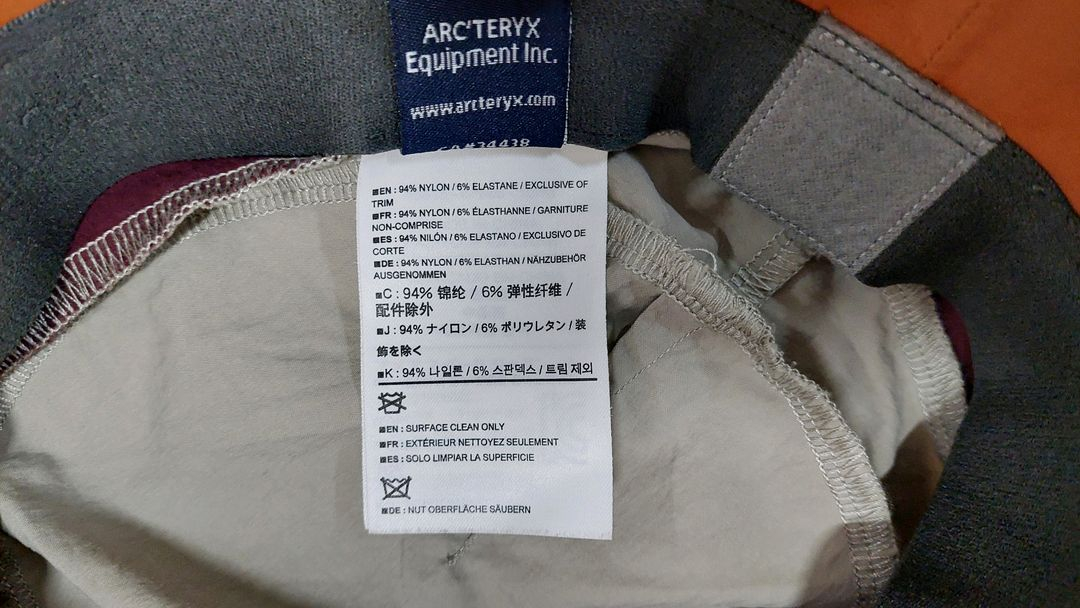 ARC'TERYX
Equipment Inc.
www.arcteryx.com
CA#34438
EN : 94% NYLON / 6% ELASTANE / EXCLUSIVE OF
TRIM
FR : 94% NYLON / 6% ÉLASTHANNE / GARNITURE
NON-COMPRISE
ES : 94% NILÓN / 6% ELASTANO / EXCLUSIVO DE
CORTE
DE : 94% NYLON / 6% ELASTHAN / NÄHZUBEHÖR
AUSGENOMMEN
C : 94% 锦纶 / 6% 弹性纤维 /
配件除外
J : 94% ナイロン / 6% ポリウレタン / 装
飾を除く
K : 94% 나일론 / 6% 스판덱스 / 트림 제외
EN : SURFACE CLEAN ONLY
FR : EXTÉRIEUR NETTOYEZ SEULEMENT
ES : SOLO LIMPIAR LA SUPERFICIE
DE : NUT OBERFLÄCHE SÄUBERN